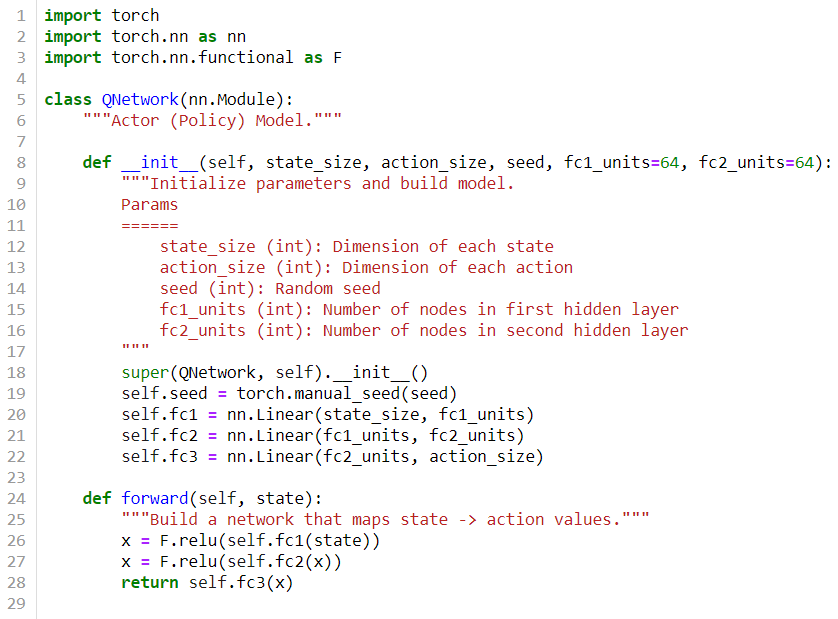 1 import torch
2 import torch.nn as nn
3 import torch.nn.functional as F
4
5 class QNetwork(nn.Module):
6     """Actor (Policy) Model."""
7
8     def __init__(self, state_size, action_size, seed, fc1_units=64, fc2_units=64):
9         """Initialize parameters and build model.
10         Params
11         ======
12             state_size (int): Dimension of each state
13             action_size (int): Dimension of each action
14             seed (int): Random seed
15             fc1_units (int): Number of nodes in first hidden layer
16             fc2_units (int): Number of nodes in second hidden layer
17         """
18         super(QNetwork, self).__init__()
19         self.seed = torch.manual_seed(seed)
20         self.fc1 = nn.Linear(state_size, fc1_units)
21         self.fc2 = nn.Linear(fc1_units, fc2_units)
22         self.fc3 = nn.Linear(fc2_units, action_size)
23
24     def forward(self, state):
25         """Build a network that maps state -> action values."""
26         x = F.relu(self.fc1(state))
27         x = F.relu(self.fc2(x))
28         return self.fc3(x)
29